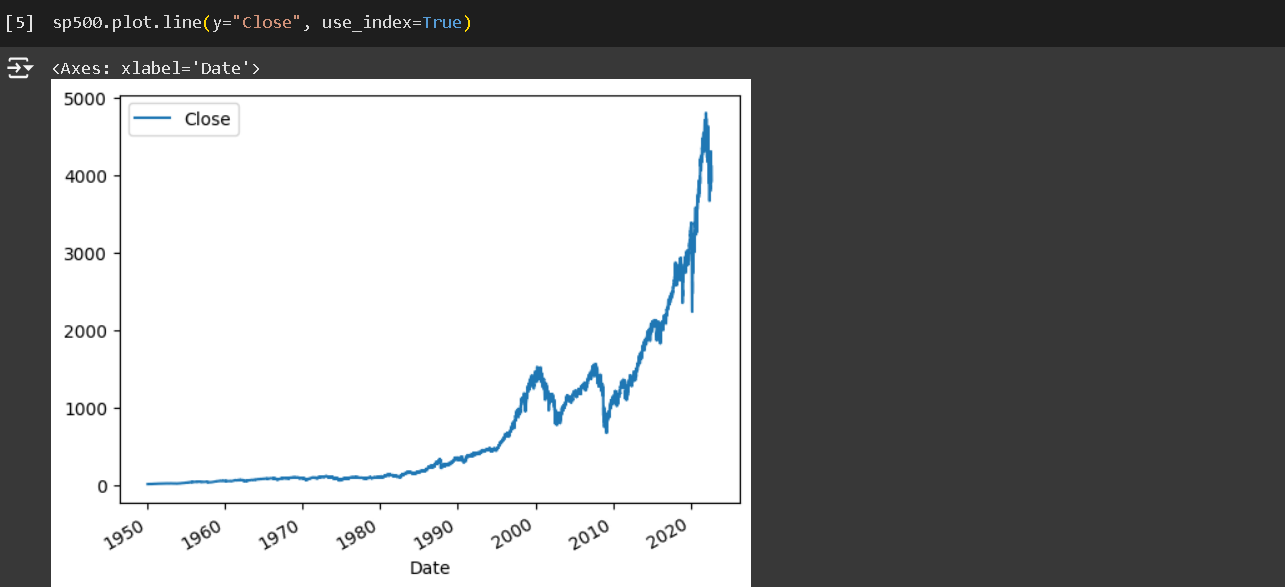 [5] sp500.plot.line(y="Close", use_index=True)
<Axes: xlabel='Date'>
5000
Close
4000
3000
2000
1000
0
1950 1960 1970 1980 1990 2000 2010 2020
Date